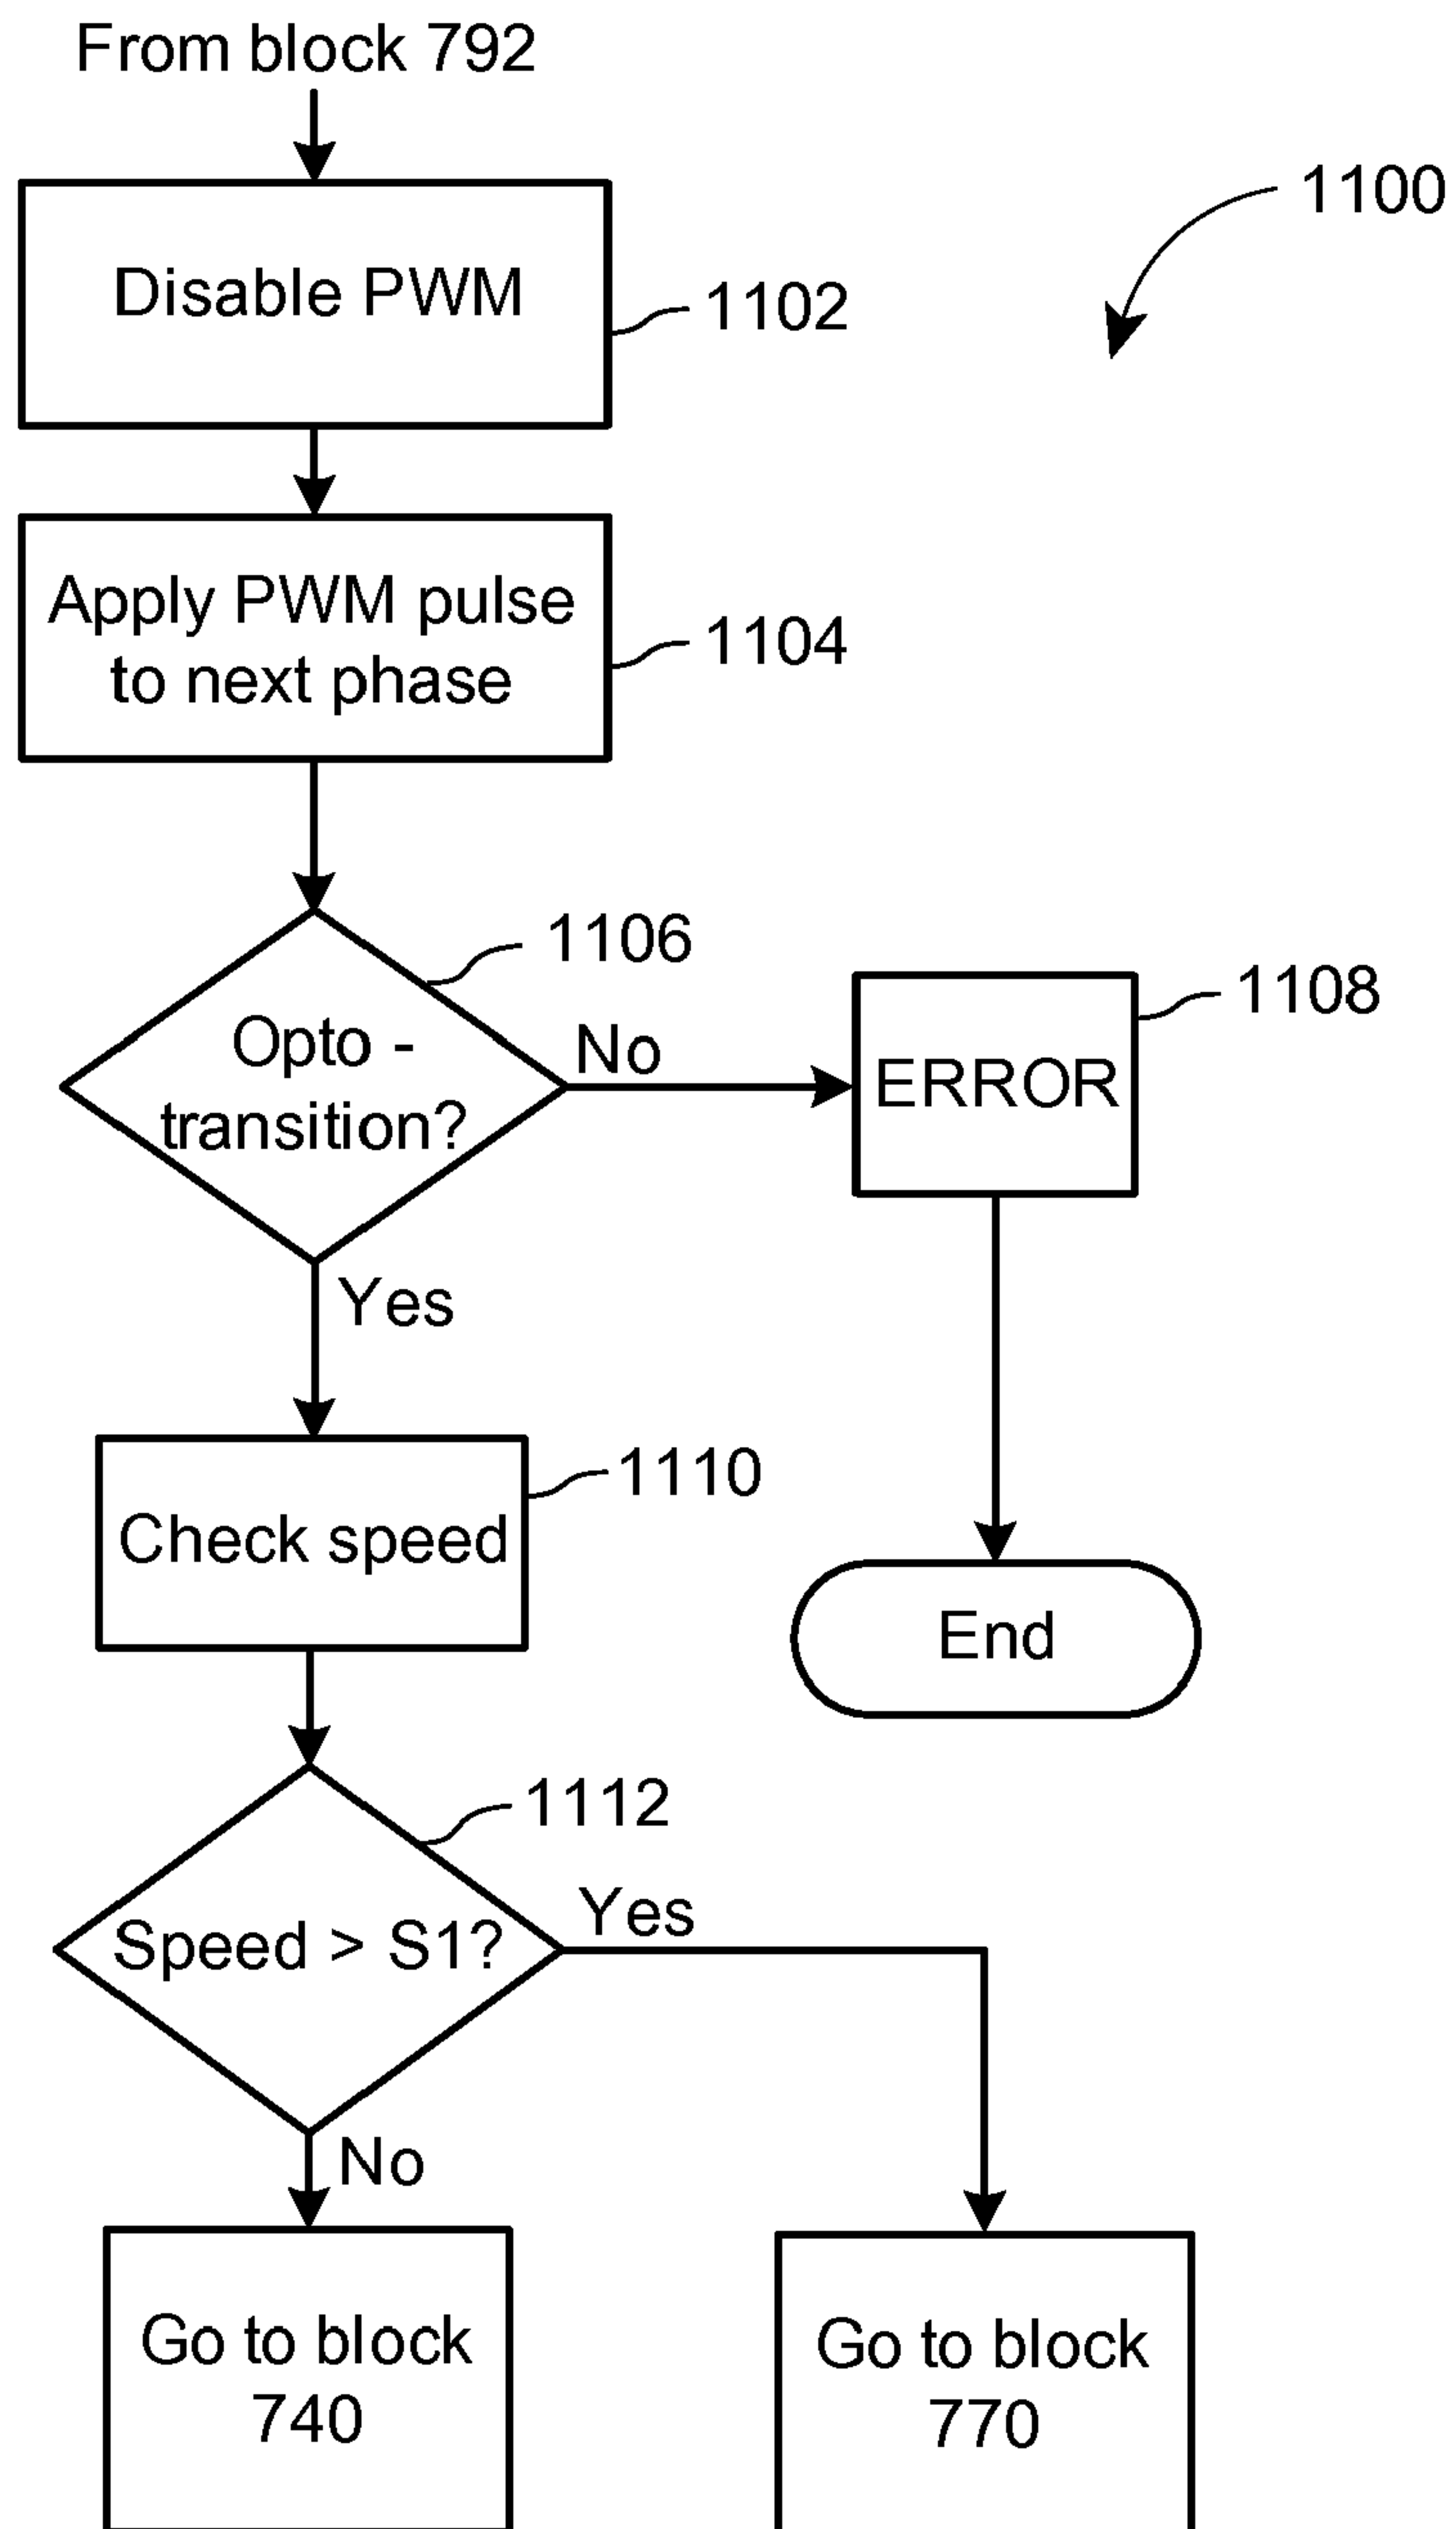 From block 792
1100
Disable PWM
1102
Apply PWM pulse
to next phase
1104
1106
Opto -
transition?
No
1108
ERROR
Yes
1110
Check speed
End
1112
Speed > S1?
Yes
No
Go to block
740
Go to block
770